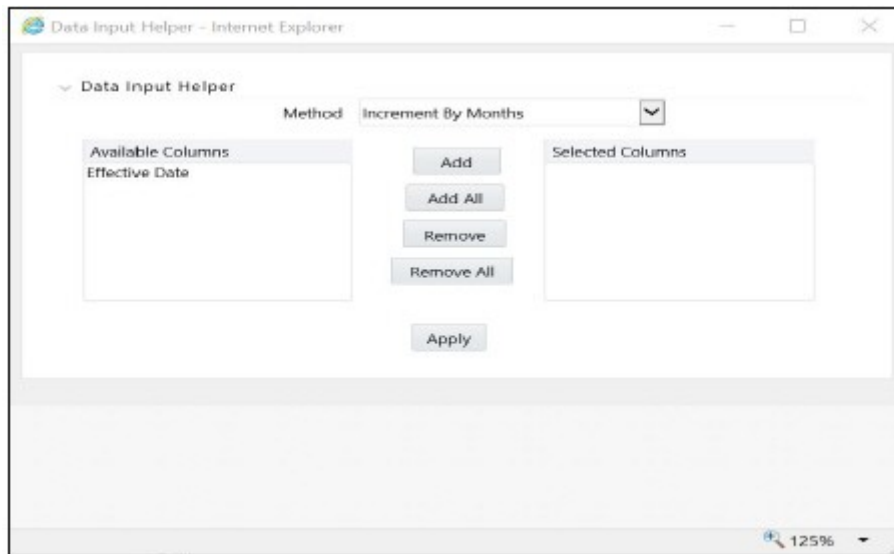 Data Input Helper - Internet Explorer
Data Input Helper
Method Increment By Months
Available Columns
Effective Date
Add
Add All
Remove
Remove All
Selected Columns
Apply
125%